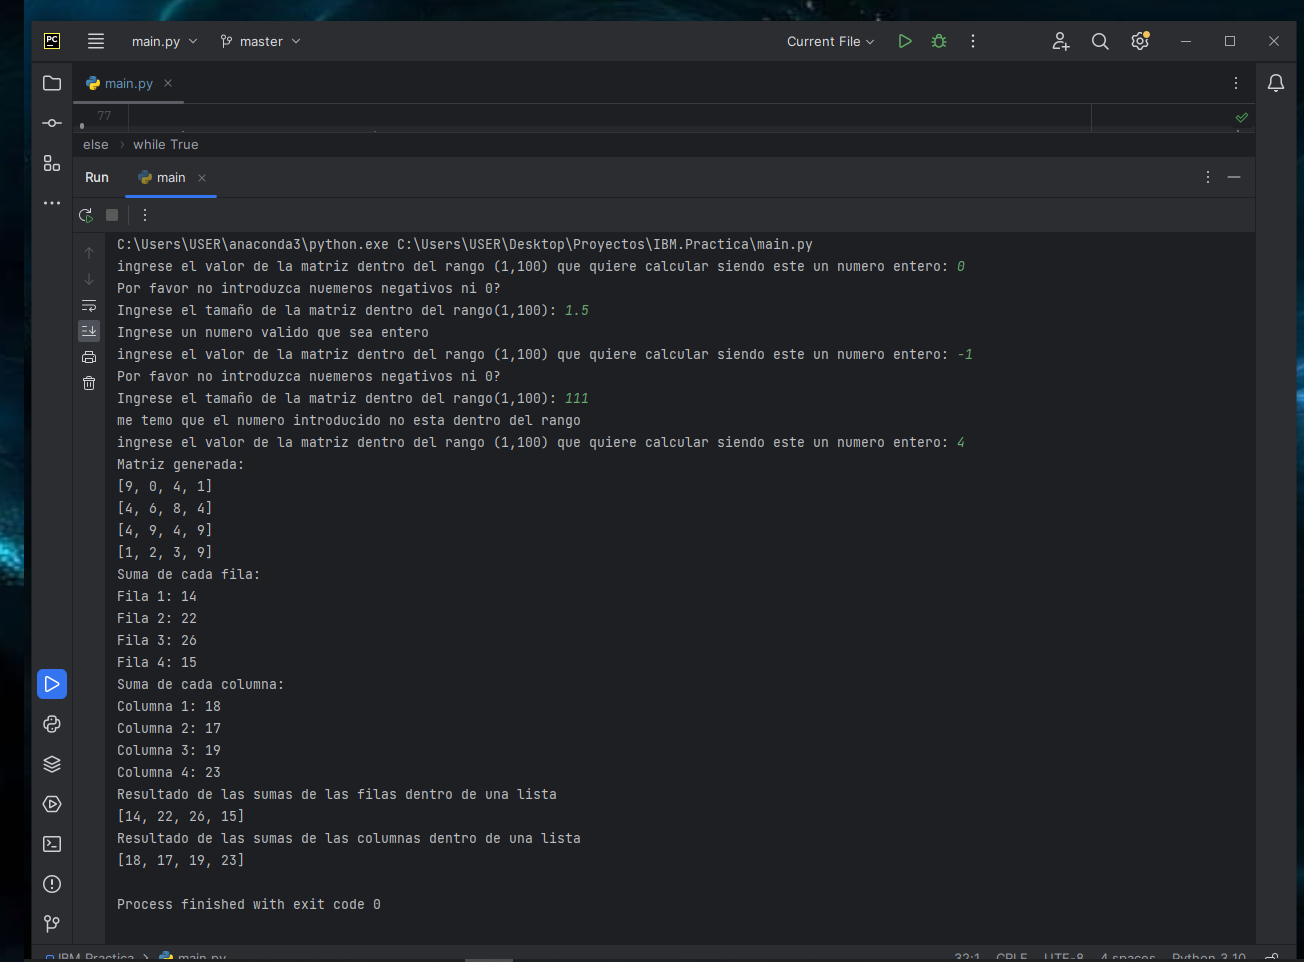 PC main.py master Current File
main.py
77
else › while True
Run main
C:\Users\USER\anaconda3\python.exe C:\Users\USER\Desktop\Proyectos\IBM.Practica\main.py
ingrese el valor de la matriz dentro del rango (1,100) que quiere calcular siendo este un numero entero: 0
Por favor no introduzca nuemeros negativos ni 0?
Ingrese el tamaño de la matriz dentro del rango(1,100): 1.5
Ingrese un numero valido que sea entero
ingrese el valor de la matriz dentro del rango (1,100) que quiere calcular siendo este un numero entero: -1
Por favor no introduzca nuemeros negativos ni 0?
Ingrese el tamaño de la matriz dentro del rango(1,100): 111
me temo que el numero introducido no esta dentro del rango
ingrese el valor de la matriz dentro del rango (1,100) que quiere calcular siendo este un numero entero: 4
Matriz generada:
[9, 0, 4, 1]
[4, 6, 8, 4]
[4, 9, 4, 9]
[1, 2, 3, 9]
Suma de cada fila:
Fila 1: 14
Fila 2: 22
Fila 3: 26
Fila 4: 15
Suma de cada columna:
Columna 1: 18
Columna 2: 17
Columna 3: 19
Columna 4: 23
Resultado de las sumas de las filas dentro de una lista
[14, 22, 26, 15]
Resultado de las sumas de las columnas dentro de una lista
[18, 17, 19, 23]
Process finished with exit code 0
IBM.Practica › main.py 32:1 CRLF UTF-8 4 spaces Python 3.10